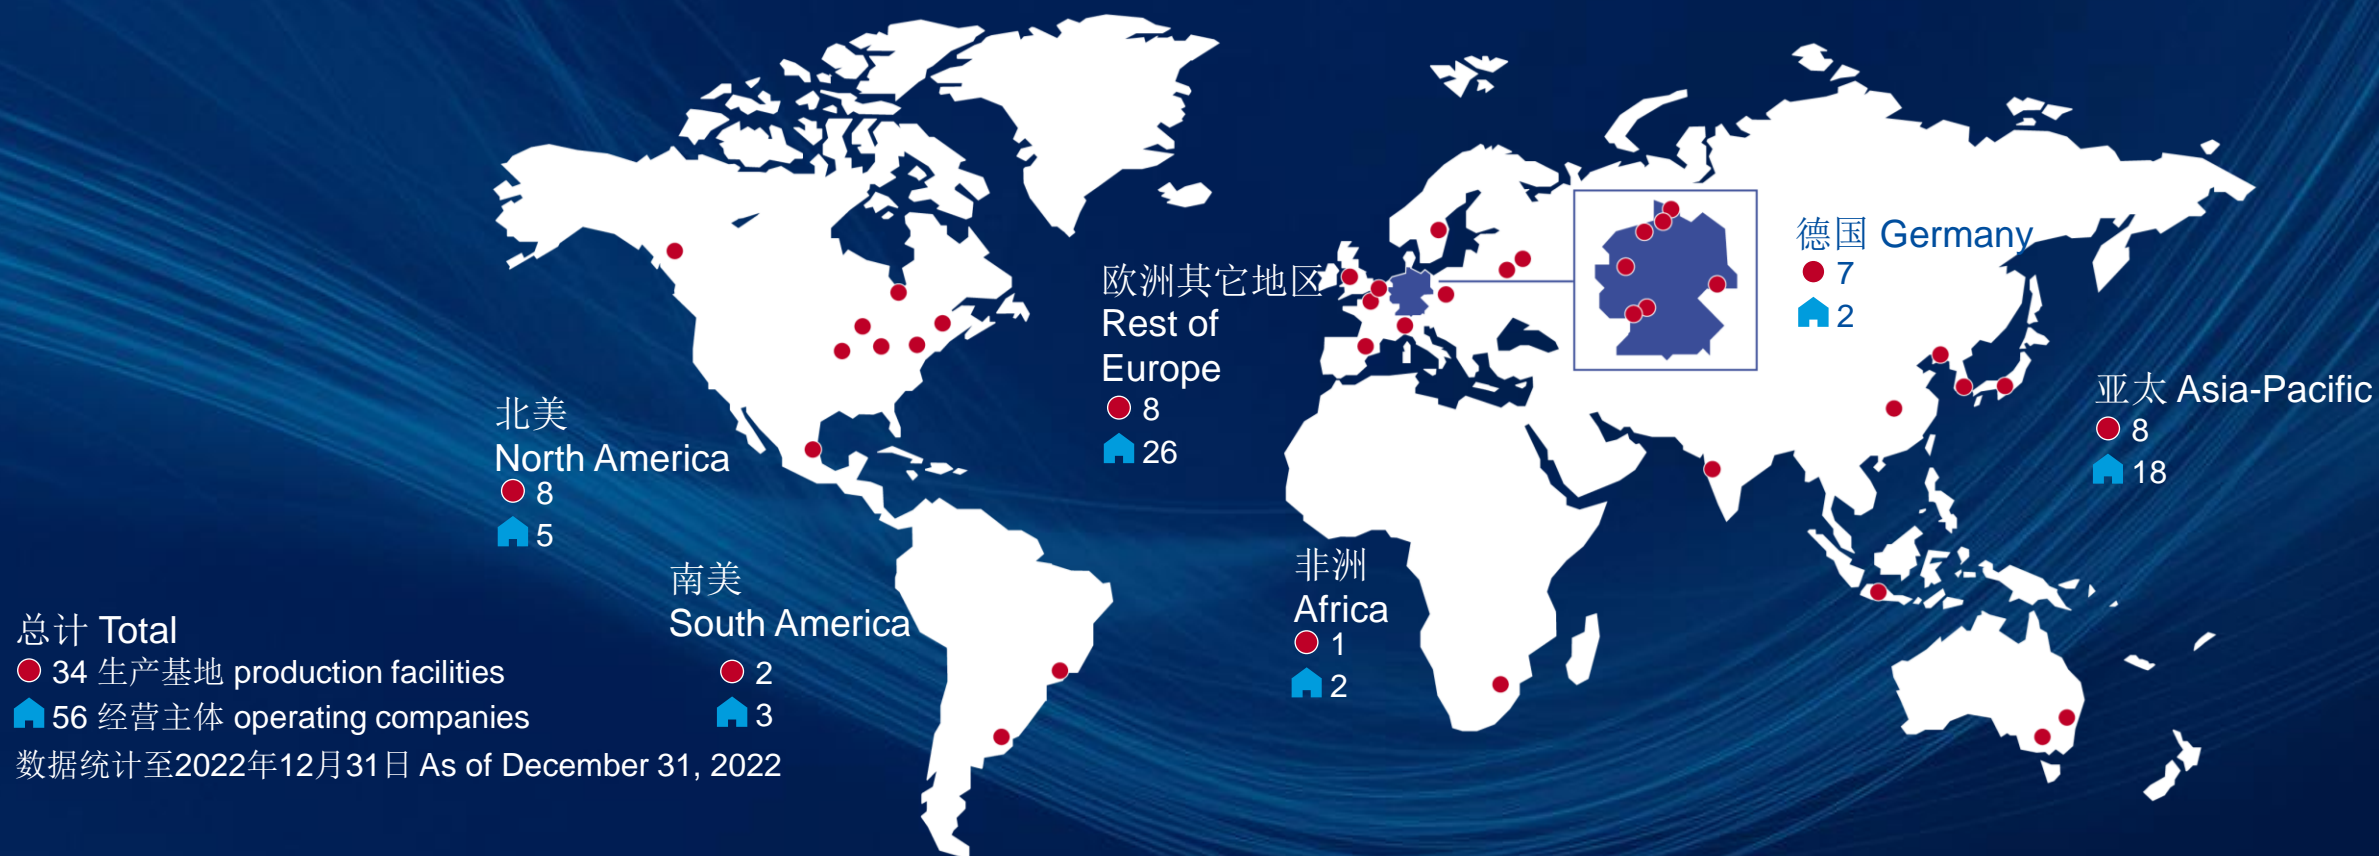 北美
North America
8
5
南美
South America
2
3
总计 Total
34 生产基地 production facilities
56 经营主体 operating companies
数据统计至2022年12月31日 As of December 31, 2022
欧洲其它地区
Rest of
Europe
8
26
非洲
Africa
1
2
德国 Germany
7
2
亚太 Asia-Pacific
8
18